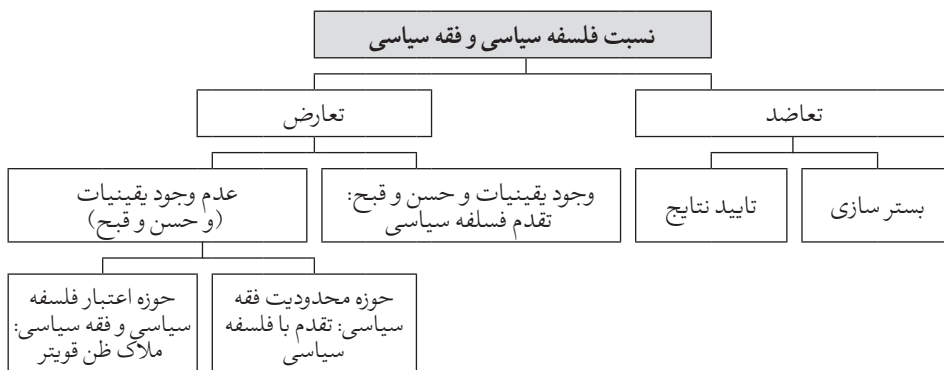 نسبت فلسفه سیاسی و فقه سیاسی
تعاضد
تعارض
بستر سازی
تایید نتایج
وجود یقینیات و حسن و قبح:
تقدم فسلفه سیاسی
عدم وجود یقینیات
(و حسن و قبح)
حوزه محدودیت فقه
سیاسی: تقدم با فلسفه
سیاسی
حوزه اعتبار فلسفه
سیاسی و فقه سیاسی:
ملاک ظن قویتر